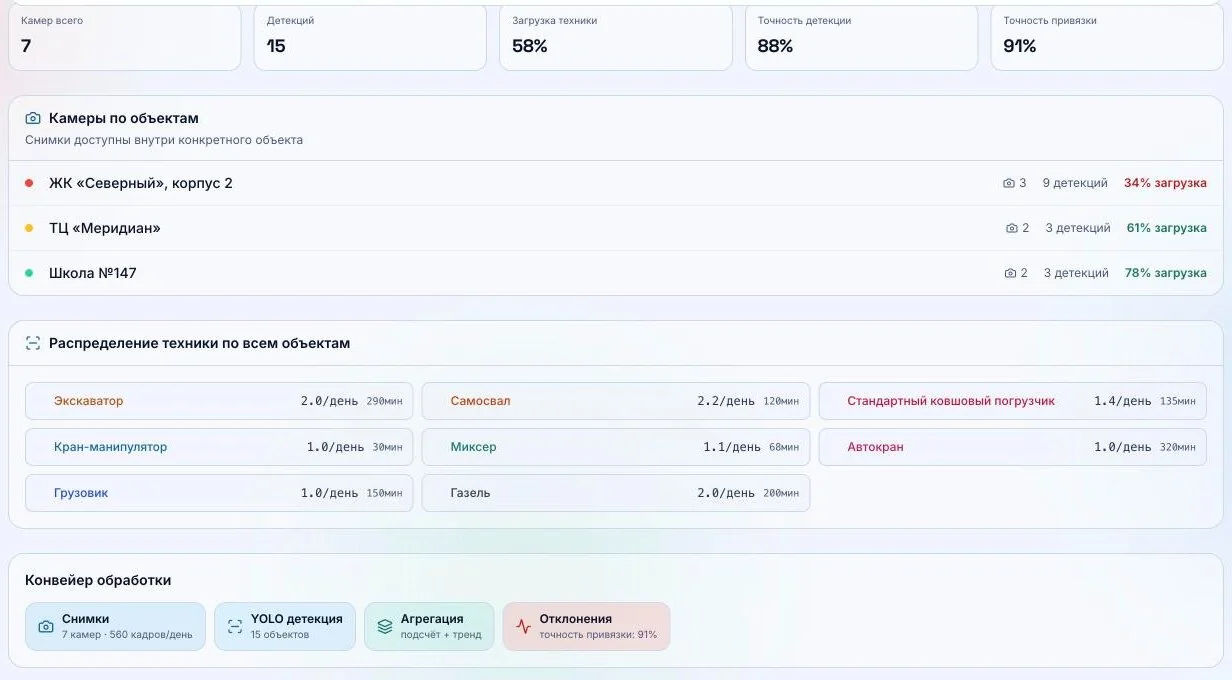 Камер всего
7
Детекций
15
Загрузка техники
58%
Точность детекции
88%
Точность привязки
91%
Камеры по объектам
Снимки доступны внутри конкретного объекта
ЖК «Северный», корпус 2 3 9 детекций 34% загрузка
ТЦ «Меридиан» 2 3 детекций 61% загрузка
Школа №147 2 3 детекций 78% загрузка
Распределение техники по всем объектам
Экскаватор 2.0/день 290мин
Самосвал 2.2/день 120мин
Стандартный ковшовый погрузчик 1.4/день 135мин
Кран-манипулятор 1.0/день 30мин
Миксер 1.1/день 68мин
Автокран 1.0/день 320мин
Грузовик 1.0/день 150мин
Газель 2.0/день 200мин
Конвейер обработки
Снимки
7 камер · 560 кадров/день
YOLO детекция
15 объектов
Агрегация
подсчёт + тренд
Отклонения
точность привязки: 91%